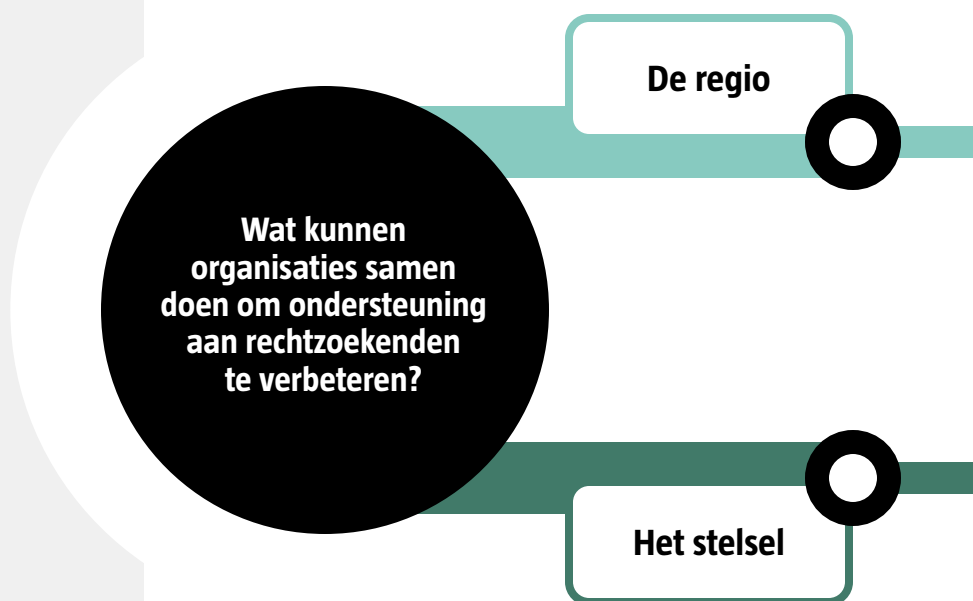 De regio
Wat kunnen
organisaties samen
doen om ondersteuning
aan rechtzoekenden
te verbeteren?
Het stelsel